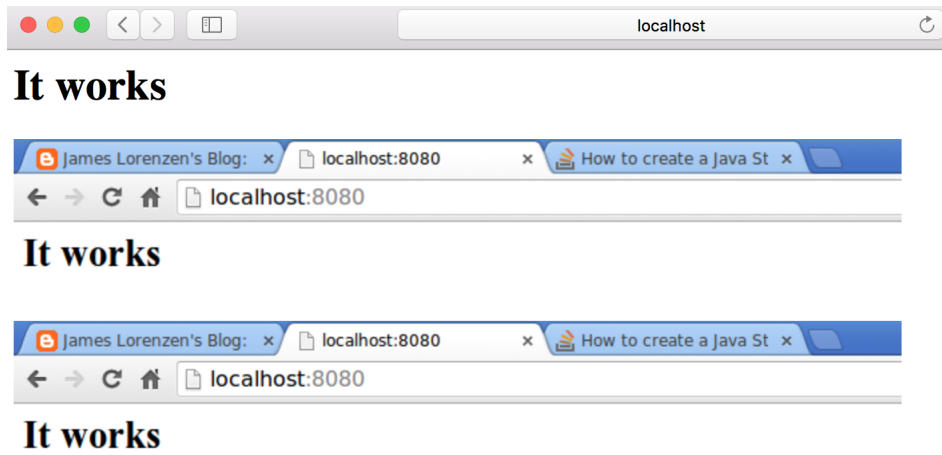 localhost
It works
James Lorenzen's Blog: localhost:8080 How to create a Java St
localhost:8080
It works
James Lorenzen's Blog: localhost:8080 How to create a Java St
localhost:8080
It works